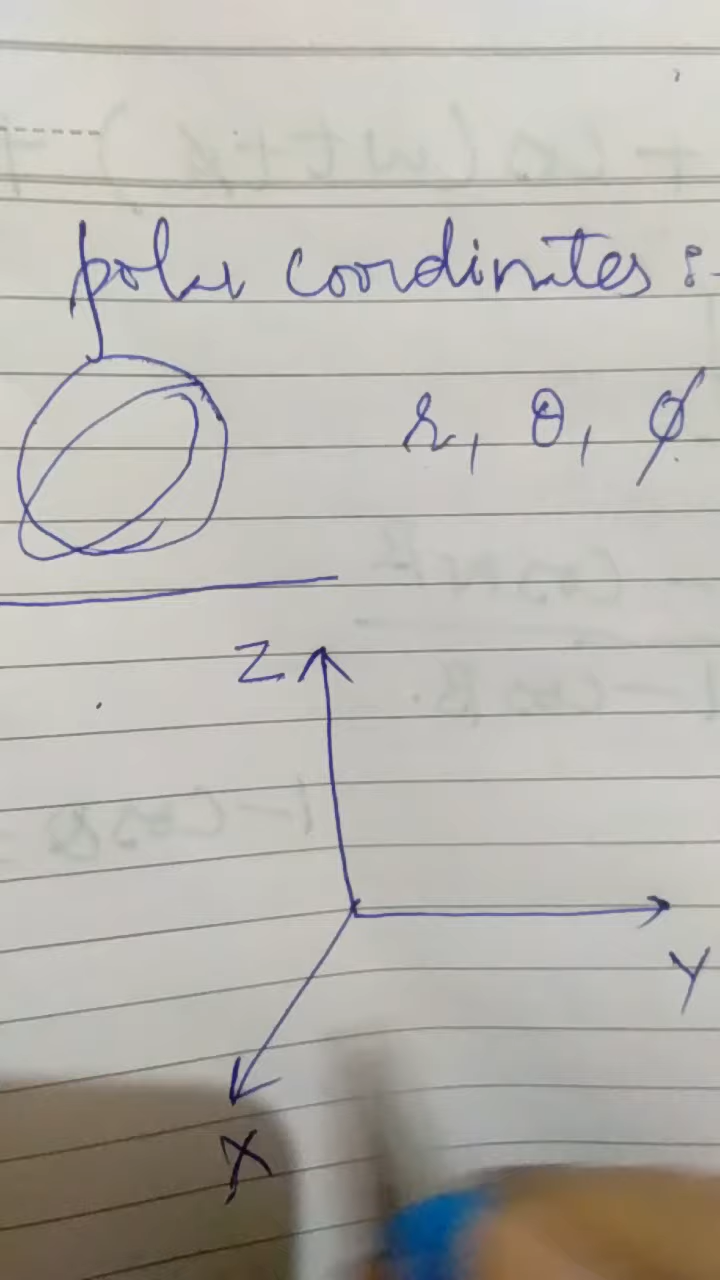 polar coordinates :-
r, θ, ϕ
Z
Y
X